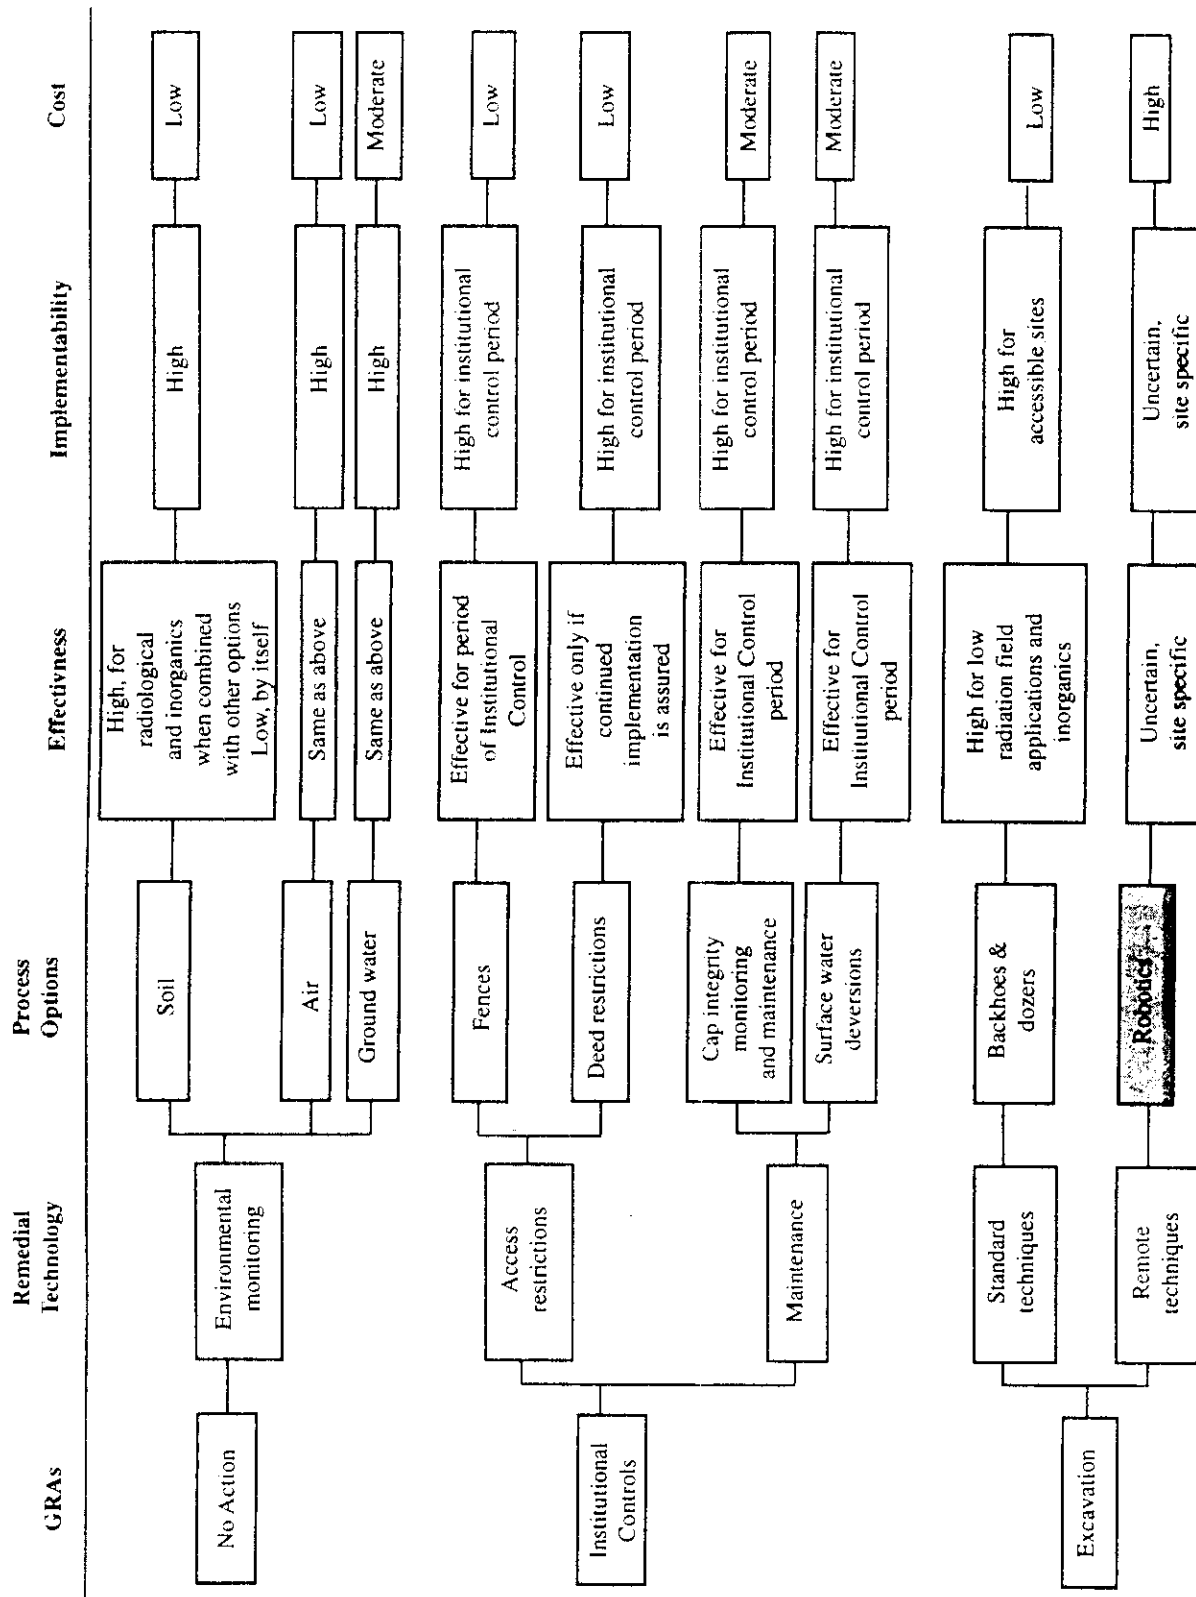 GRAs
Remedial
Technology
Process
Options
Effectivness
Implementability
Cost
No Action
Environmental
monitoring
Soil
High, for
radiological
and inorganics
when combined
with other options
Low, by itself
High
Low
Air
Same as above
High
Low
Ground water
Same as above
High
Moderate
Institutional
Controls
Access
restrictions
Fences
Effective for period
of Institutional
Control
High for institutional
control period
Low
Deed restrictions
Effective only if
continued
implementation
is assured
High for institutional
control period
Low
Maintenance
Cap integrity
monitoring
and maintenance
Effective for
Institutional Control
period
High for institutional
control period
Moderate
Surface water
deversions
Effective for
Institutional Control
period
High for institutional
control period
Moderate
Excavation
Standard
techniques
Backhoes &
dozers
High for low
radiation field
applications and
inorganics
High for
accessible sites
Low
Remote
techniques
Robotics
Uncertain,
site specific
Uncertain,
site specific
High